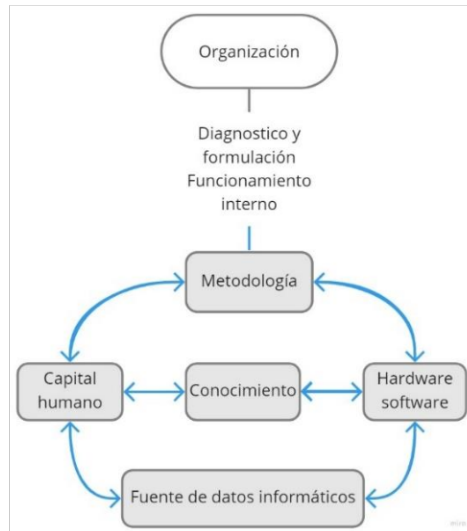 Organización
Diagnostico y
formulación
Funcionamiento
interno
Metodología
Capital
humano
Conocimiento
Hardware
software
Fuente de datos informáticos